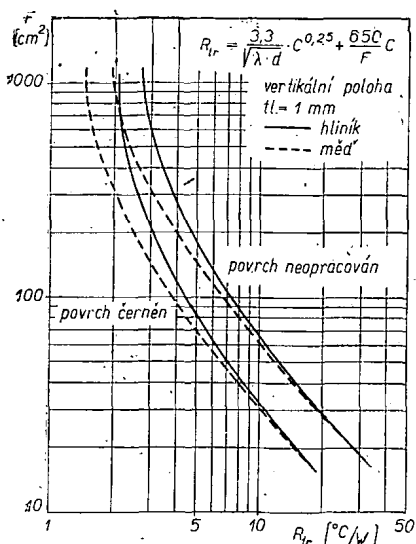 F
[cm²]
R_tr = 3,3/√(λ·d) · C^0,25 + 650/F C
1000
vertikální poloha
tl.= 1 mm
hliník
měď
povrch neopracován
100
povrch černěn
10
1
5
10
50
R_tr [°C/W]